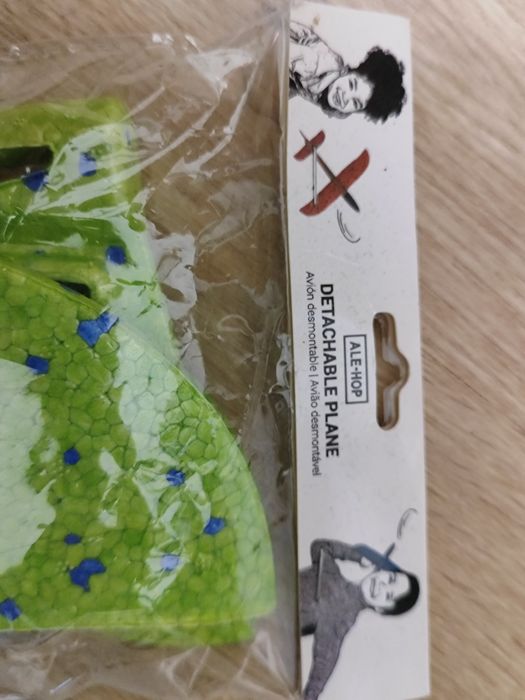 ALE-HOP
DETACHABLE PLANE
Avión desmontable | Avião desmontável